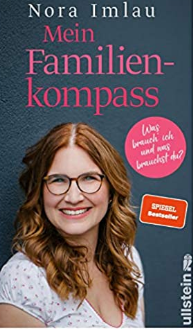 Nora Imlau
Mein
Familien-
kompass
Was
brauch' ich
und was
brauchst du?
SPIEGEL
Bestseller
ullstein